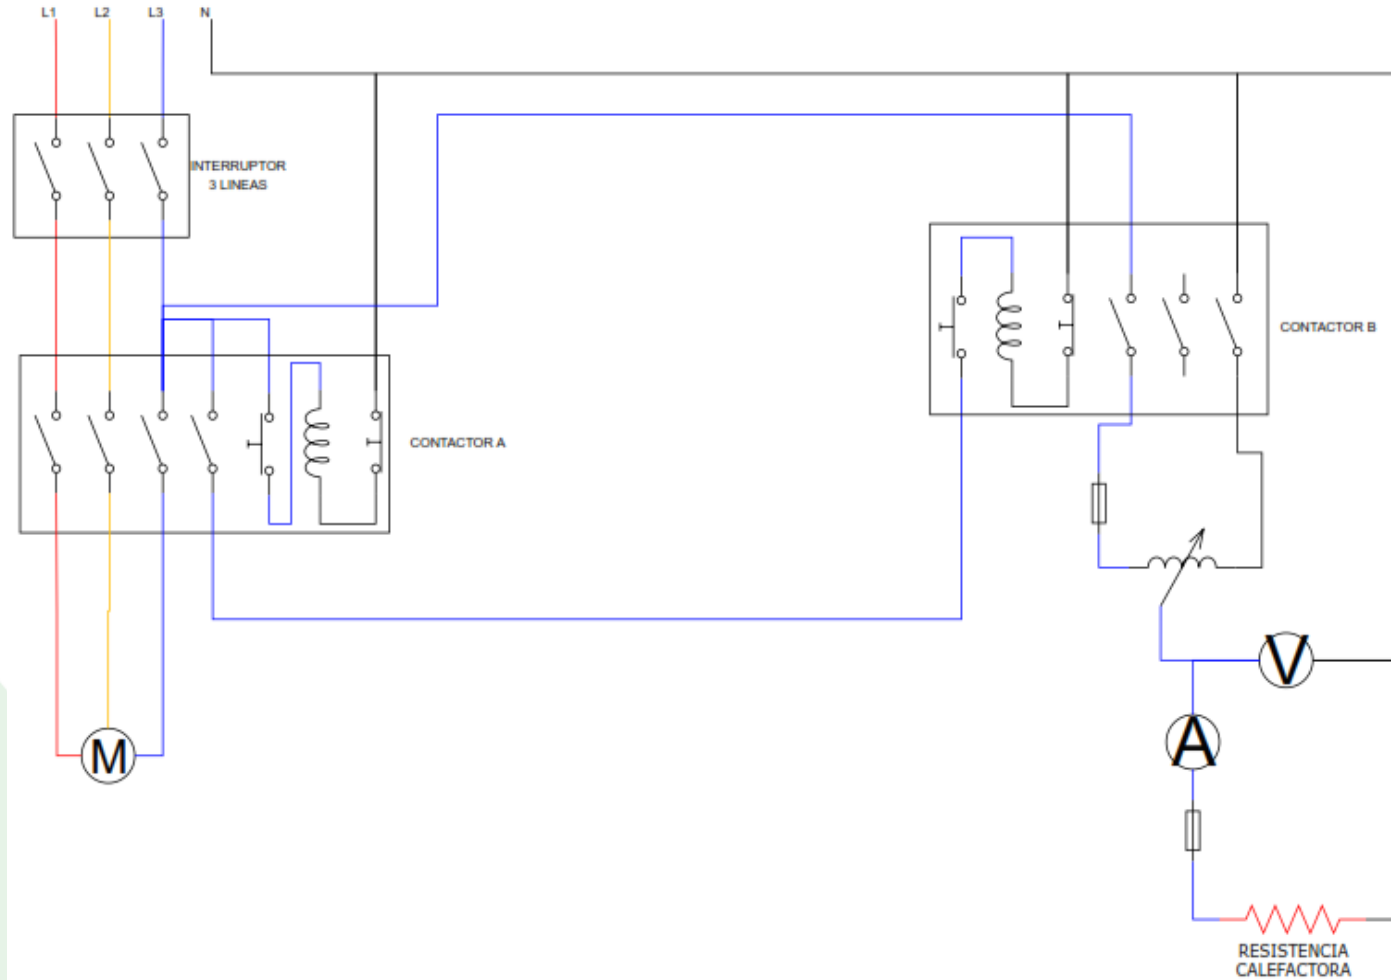 L1 L2 L3 N
INTERRUPTOR
3 LINEAS
CONTACTOR B
CONTACTOR A
V
A
M
RESISTENCIA
CALEFACTORA